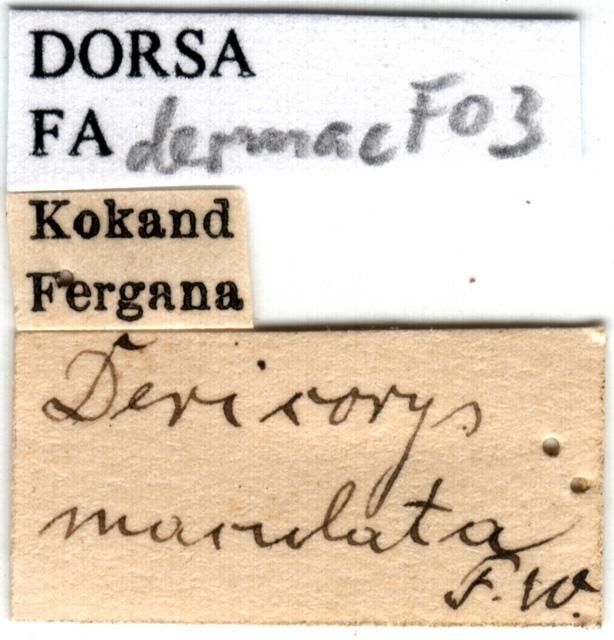 DORSA
FA dermacF03
Kokand
Fergana
Dericorys
maculata
F.W.